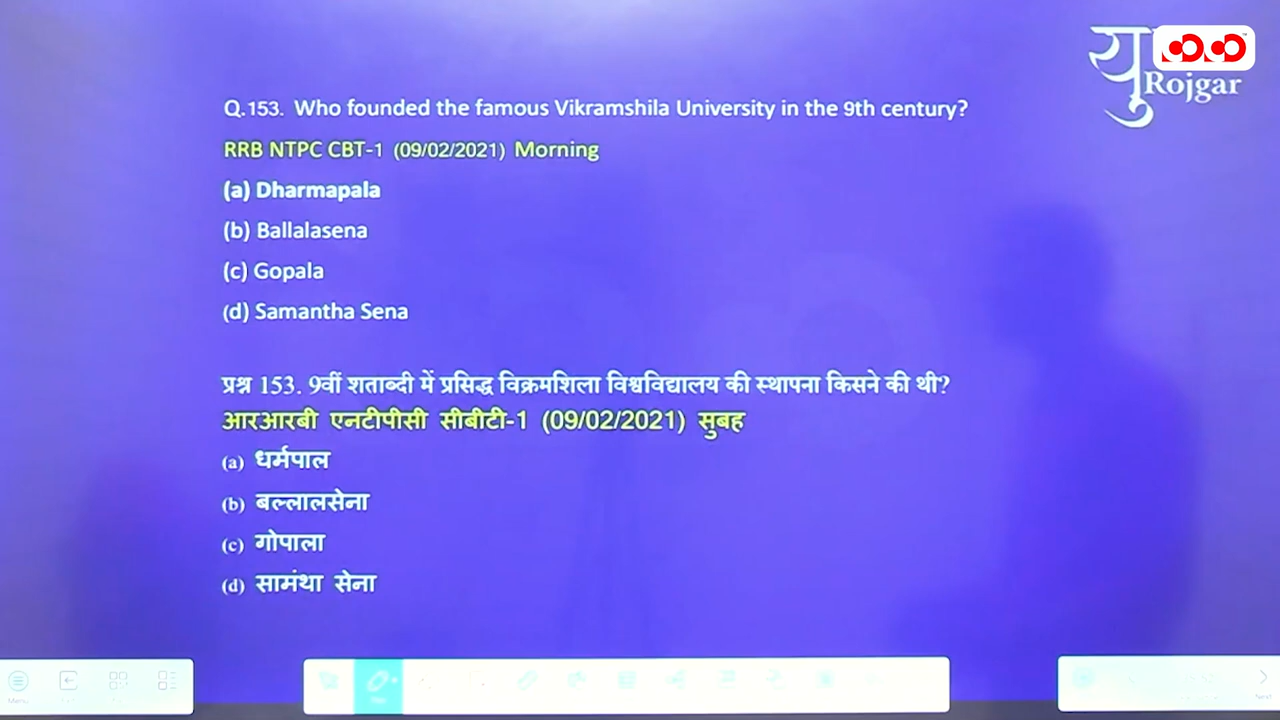 यु
Rojgar
Q.153. Who founded the famous Vikramshila University in the 9th century?
RRB NTPC CBT-1 (09/02/2021) Morning
(a) Dharmapala
(b) Ballalasena
(c) Gopala
(d) Samantha Sena
प्रश्न 153. 9वीं शताब्दी में प्रसिद्ध विक्रमशिला विश्वविद्यालय की स्थापना किसने की थी?
आरआरबी एनटीपीसी सीबीटी-1 (09/02/2021) सुबह
(a) धर्मपाल
(b) बल्लालसेना
(c) गोपाला
(d) सामंथा सेना
Menu
Next